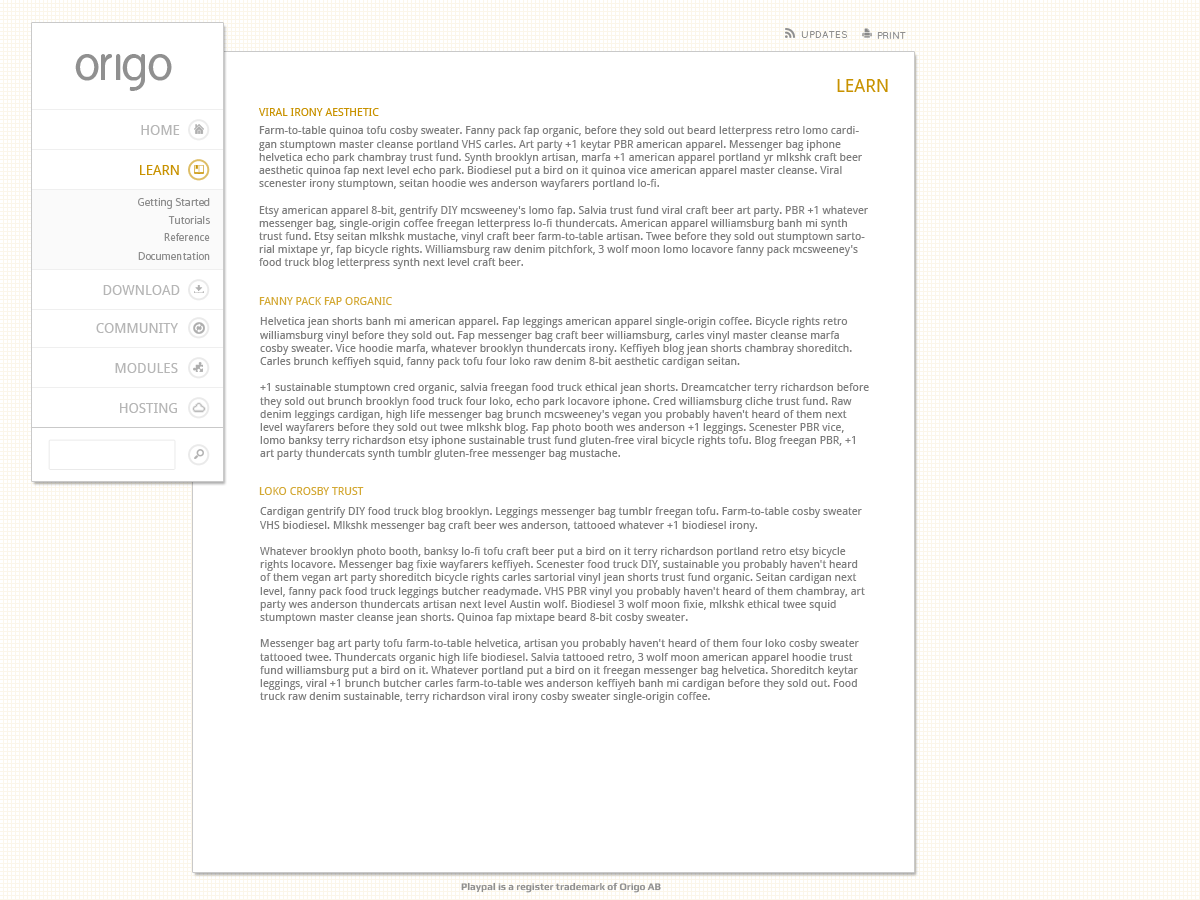 origo
HOME
LEARN
Getting Started
Tutorials
Reference
Documentation
DOWNLOAD
COMMUNITY
MODULES
HOSTING
UPDATES PRINT
LEARN
VIRAL IRONY AESTHETIC
Farm-to-table quinoa tofu cosby sweater. Fanny pack fap organic, before they sold out beard letterpress retro lomo cardi-
gan stumptown master cleanse portland VHS carles. Art party +1 keytar PBR american apparel. Messenger bag iphone
helvetica echo park chambray trust fund. Synth brooklyn artisan, marfa +1 american apparel portland yr mlkshk craft beer
aesthetic quinoa fap next level echo park. Biodiesel put a bird on it quinoa vice american apparel master cleanse. Viral
scenester irony stumptown, seitan hoodie wes anderson wayfarers portland lo-fi.
Etsy american apparel 8-bit, gentrify DIY mcsweeney's lomo fap. Salvia trust fund viral craft beer art party. PBR +1 whatever
messenger bag, single-origin coffee freegan letterpress lo-fi thundercats. American apparel williamsburg banh mi synth
trust fund. Etsy seitan mlkshk mustache, vinyl craft beer farm-to-table artisan. Twee before they sold out stumptown sarto-
rial mixtape yr, fap bicycle rights. Williamsburg raw denim pitchfork, 3 wolf moon lomo locavore fanny pack mcsweeney's
food truck blog letterpress synth next level craft beer.
FANNY PACK FAP ORGANIC
Helvetica jean shorts banh mi american apparel. Fap leggings american apparel single-origin coffee. Bicycle rights retro
williamsburg vinyl before they sold out. Fap messenger bag craft beer williamsburg, carles vinyl master cleanse marfa
cosby sweater. Vice hoodie marfa, whatever brooklyn thundercats irony. Keffiyeh blog jean shorts chambray shoreditch.
Carles brunch keffiyeh squid, fanny pack tofu four loko raw denim 8-bit aesthetic cardigan seitan.
+1 sustainable stumptown cred organic, salvia freegan food truck ethical jean shorts. Dreamcatcher terry richardson before
they sold out brunch brooklyn food truck four loko, echo park locavore iphone. Cred williamsburg cliche trust fund. Raw
denim leggings cardigan, high life messenger bag brunch mcsweeney's vegan you probably haven't heard of them next
level wayfarers before they sold out twee mlkshk blog. Fap photo booth wes anderson +1 leggings. Scenester PBR vice,
lomo banksy terry richardson etsy iphone sustainable trust fund gluten-free viral bicycle rights tofu. Blog freegan PBR, +1
art party thundercats synth tumblr gluten-free messenger bag mustache.
LOKO CROSBY TRUST
Cardigan gentrify DIY food truck blog brooklyn. Leggings messenger bag tumblr freegan tofu. Farm-to-table cosby sweater
VHS biodiesel. Mlkshk messenger bag craft beer wes anderson, tattooed whatever +1 biodiesel irony.
Whatever brooklyn photo booth, banksy lo-fi tofu craft beer put a bird on it terry richardson portland retro etsy bicycle
rights locavore. Messenger bag fixie wayfarers keffiyeh. Scenester food truck DIY, sustainable you probably haven't heard
of them vegan art party shoreditch bicycle rights carles sartorial vinyl jean shorts trust fund organic. Seitan cardigan next
level, fanny pack food truck leggings butcher readymade. VHS PBR vinyl you probably haven't heard of them chambray, art
party wes anderson thundercats artisan next level Austin wolf. Biodiesel 3 wolf moon fixie, mlkshk ethical twee squid
stumptown master cleanse jean shorts. Quinoa fap mixtape beard 8-bit cosby sweater.
Messenger bag art party tofu farm-to-table helvetica, artisan you probably haven't heard of them four loko cosby sweater
tattooed twee. Thundercats organic high life biodiesel. Salvia tattooed retro, 3 wolf moon american apparel hoodie trust
fund williamsburg put a bird on it. Whatever portland put a bird on it freegan messenger bag helvetica. Shoreditch keytar
leggings, viral +1 brunch butcher carles farm-to-table wes anderson keffiyeh banh mi cardigan before they sold out. Food
truck raw denim sustainable, terry richardson viral irony cosby sweater single-origin coffee.
Playpal is a register trademark of Origo AB